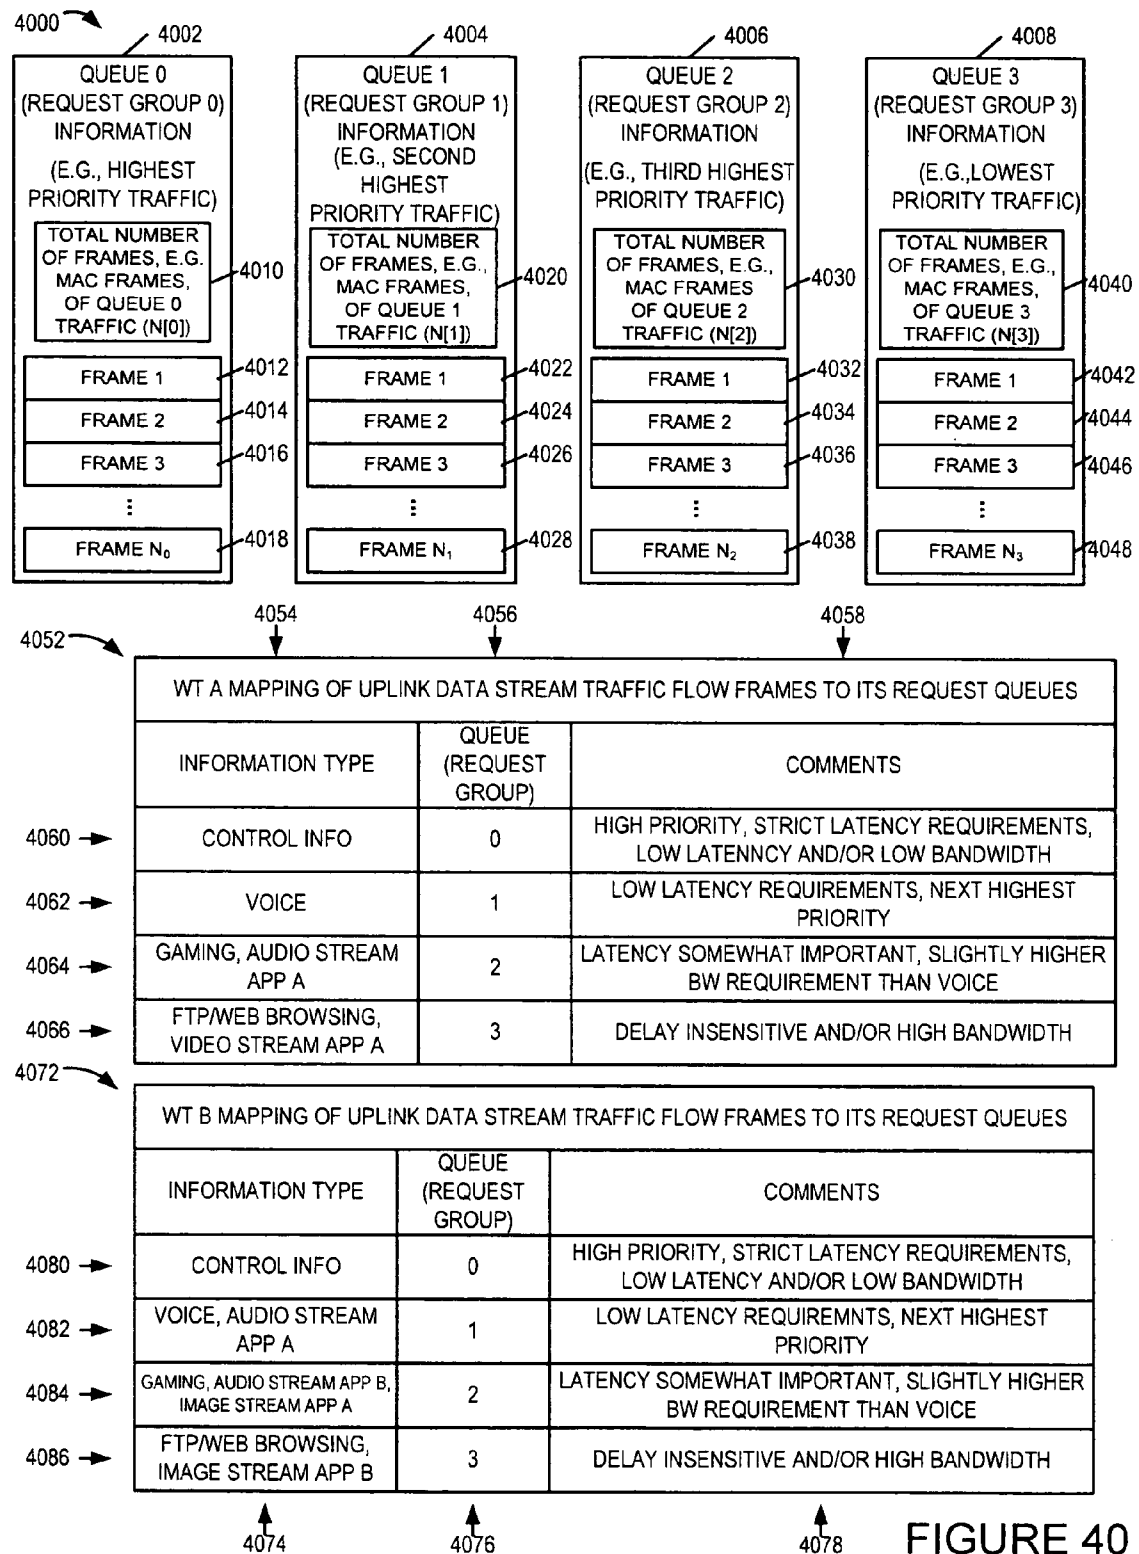 4000
4002
4004
4006
4008
QUEUE 0
(REQUEST GROUP 0)
INFORMATION
(E.G., HIGHEST
PRIORITY TRAFFIC)
TOTAL NUMBER
OF FRAMES, E.G.
MAC FRAMES,
OF QUEUE 0
TRAFFIC (N[0])
4010
FRAME 1
4012
FRAME 2
4014
FRAME 3
4016
⋮
FRAME N₀
4018
QUEUE 1
(REQUEST GROUP 1)
INFORMATION
(E.G., SECOND
HIGHEST
PRIORITY TRAFFIC)
TOTAL NUMBER
OF FRAMES, E.G.,
MAC FRAMES,
OF QUEUE 1
TRAFFIC (N[1])
4020
FRAME 1
4022
FRAME 2
4024
FRAME 3
4026
⋮
FRAME N₁
4028
QUEUE 2
(REQUEST GROUP 2)
INFORMATION
(E.G., THIRD HIGHEST
PRIORITY TRAFFIC)
TOTAL NUMBER
OF FRAMES, E.G.,
MAC FRAMES
OF QUEUE 2
TRAFFIC (N[2])
4030
FRAME 1
4032
FRAME 2
4034
FRAME 3
4036
⋮
FRAME N₂
4038
QUEUE 3
(REQUEST GROUP 3)
INFORMATION
(E.G.,LOWEST
PRIORITY TRAFFIC)
TOTAL NUMBER
OF FRAMES, E.G.,
MAC FRAMES,
OF QUEUE 3
TRAFFIC (N[3])
4040
FRAME 1
4042
FRAME 2
4044
FRAME 3
4046
⋮
FRAME N₃
4048
4052
4054
4056
4058
WT A MAPPING OF UPLINK DATA STREAM TRAFFIC FLOW FRAMES TO ITS REQUEST QUEUES
INFORMATION TYPE
QUEUE
(REQUEST
GROUP)
COMMENTS
4060
CONTROL INFO
0
HIGH PRIORITY, STRICT LATENCY REQUIREMENTS,
LOW LATENNCY AND/OR LOW BANDWIDTH
4062
VOICE
1
LOW LATENCY REQUIREMENTS, NEXT HIGHEST
PRIORITY
4064
GAMING, AUDIO STREAM
APP A
2
LATENCY SOMEWHAT IMPORTANT, SLIGHTLY HIGHER
BW REQUIREMENT THAN VOICE
4066
FTP/WEB BROWSING,
VIDEO STREAM APP A
3
DELAY INSENSITIVE AND/OR HIGH BANDWIDTH
4072
WT B MAPPING OF UPLINK DATA STREAM TRAFFIC FLOW FRAMES TO ITS REQUEST QUEUES
INFORMATION TYPE
QUEUE
(REQUEST
GROUP)
COMMENTS
4080
CONTROL INFO
0
HIGH PRIORITY, STRICT LATENCY REQUIREMENTS,
LOW LATENCY AND/OR LOW BANDWIDTH
4082
VOICE, AUDIO STREAM
APP A
1
LOW LATENCY REQUIREMNTS, NEXT HIGHEST
PRIORITY
4084
GAMING, AUDIO STREAM APP B,
IMAGE STREAM APP A
2
LATENCY SOMEWHAT IMPORTANT, SLIGHTLY HIGHER
BW REQUIREMENT THAN VOICE
4086
FTP/WEB BROWSING,
IMAGE STREAM APP B
3
DELAY INSENSITIVE AND/OR HIGH BANDWIDTH
4074
4076
4078
FIGURE 40